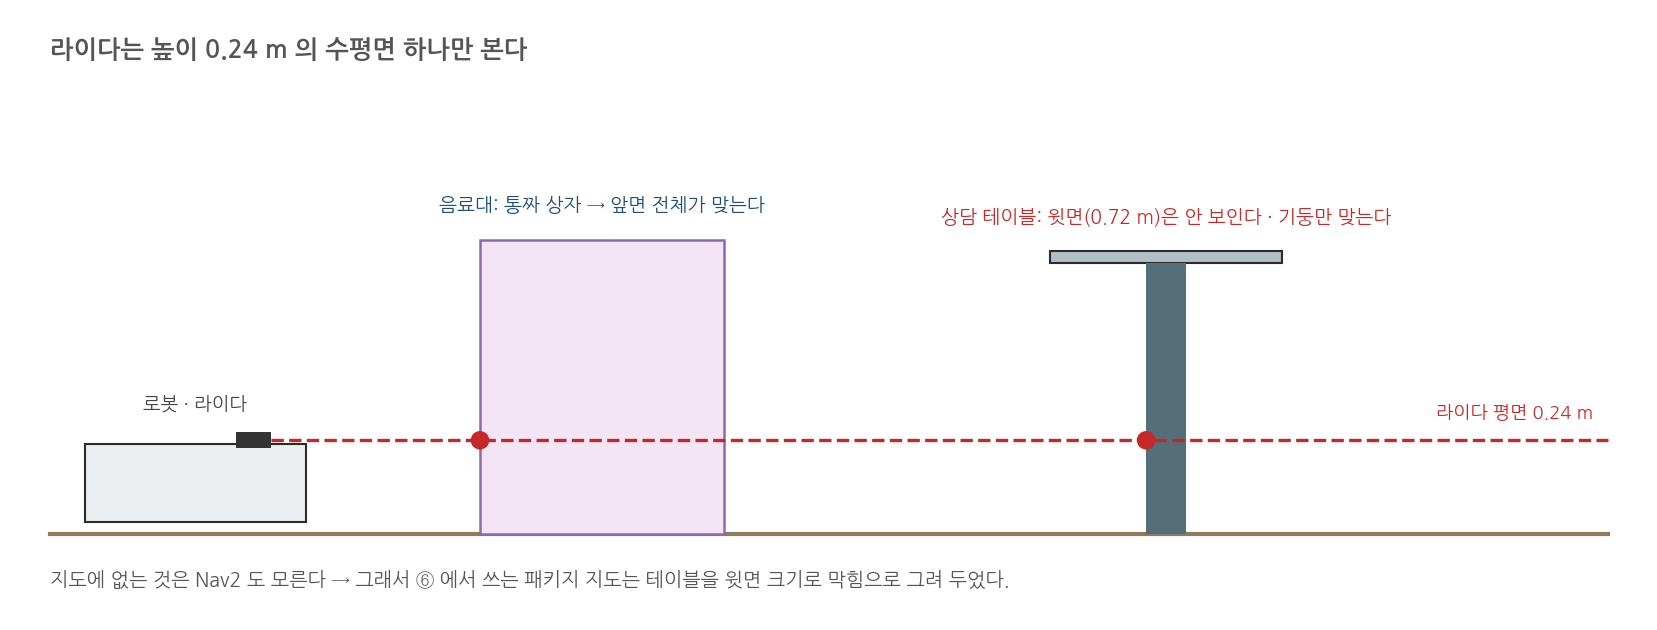 라이다는 높이 0.24 m 의 수평면 하나만 본다
음료대: 통짜 상자 → 앞면 전체가 맞는다
상담 테이블: 윗면(0.72 m)은 안 보인다 · 기둥만 맞는다
로봇 · 라이다
라이다 평면 0.24 m
지도에 없는 것은 Nav2 도 모른다 → 그래서 ⑥ 에서 쓰는 패키지 지도는 테이블을 윗면 크기로 막힘으로 그려 두었다.